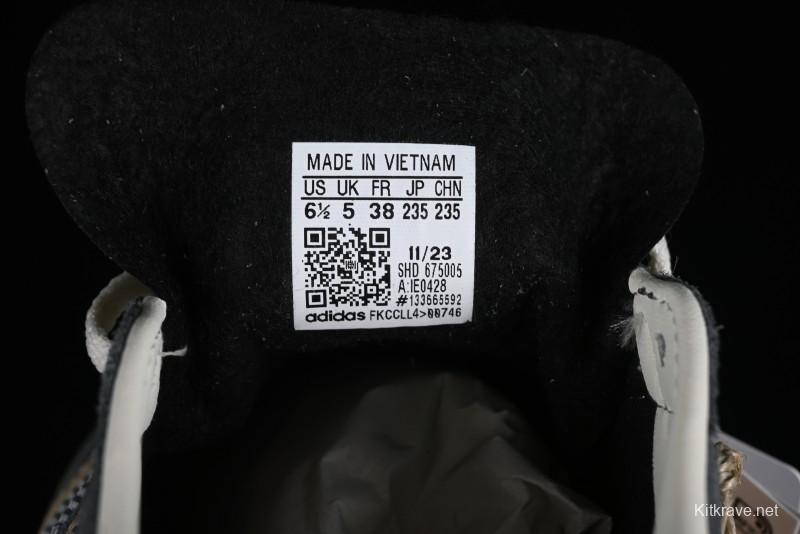 MADE IN VIETNAM
US UK FR JP CHN
6½ 5 38 235 235
11/23
SHD 675005
A:IE0428
#133665592
adidas FKCCLL4>00746
Kitkrave.net